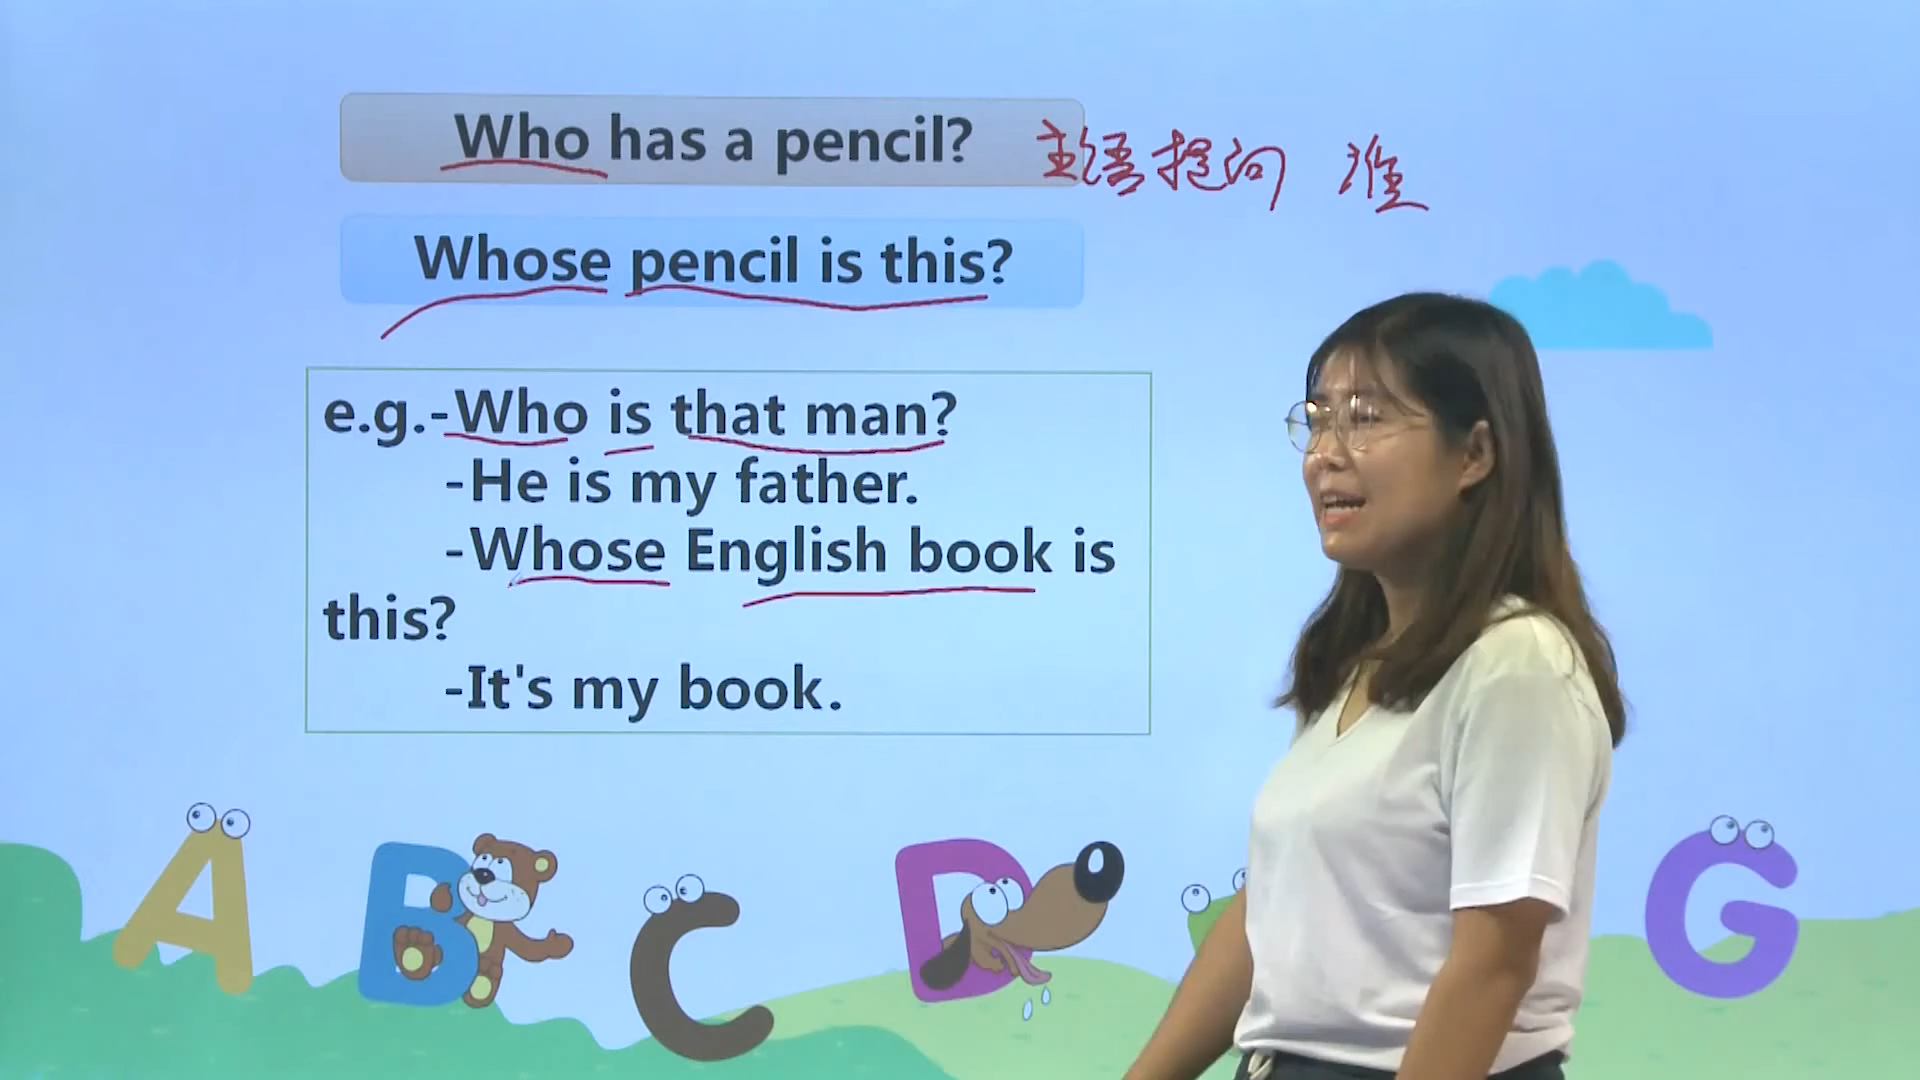 Who has a pencil? 主语提问 谁
Whose pencil is this?
e.g.-Who is that man?
-He is my father.
-Whose English book is
this?
-It's my book.
A B C D G